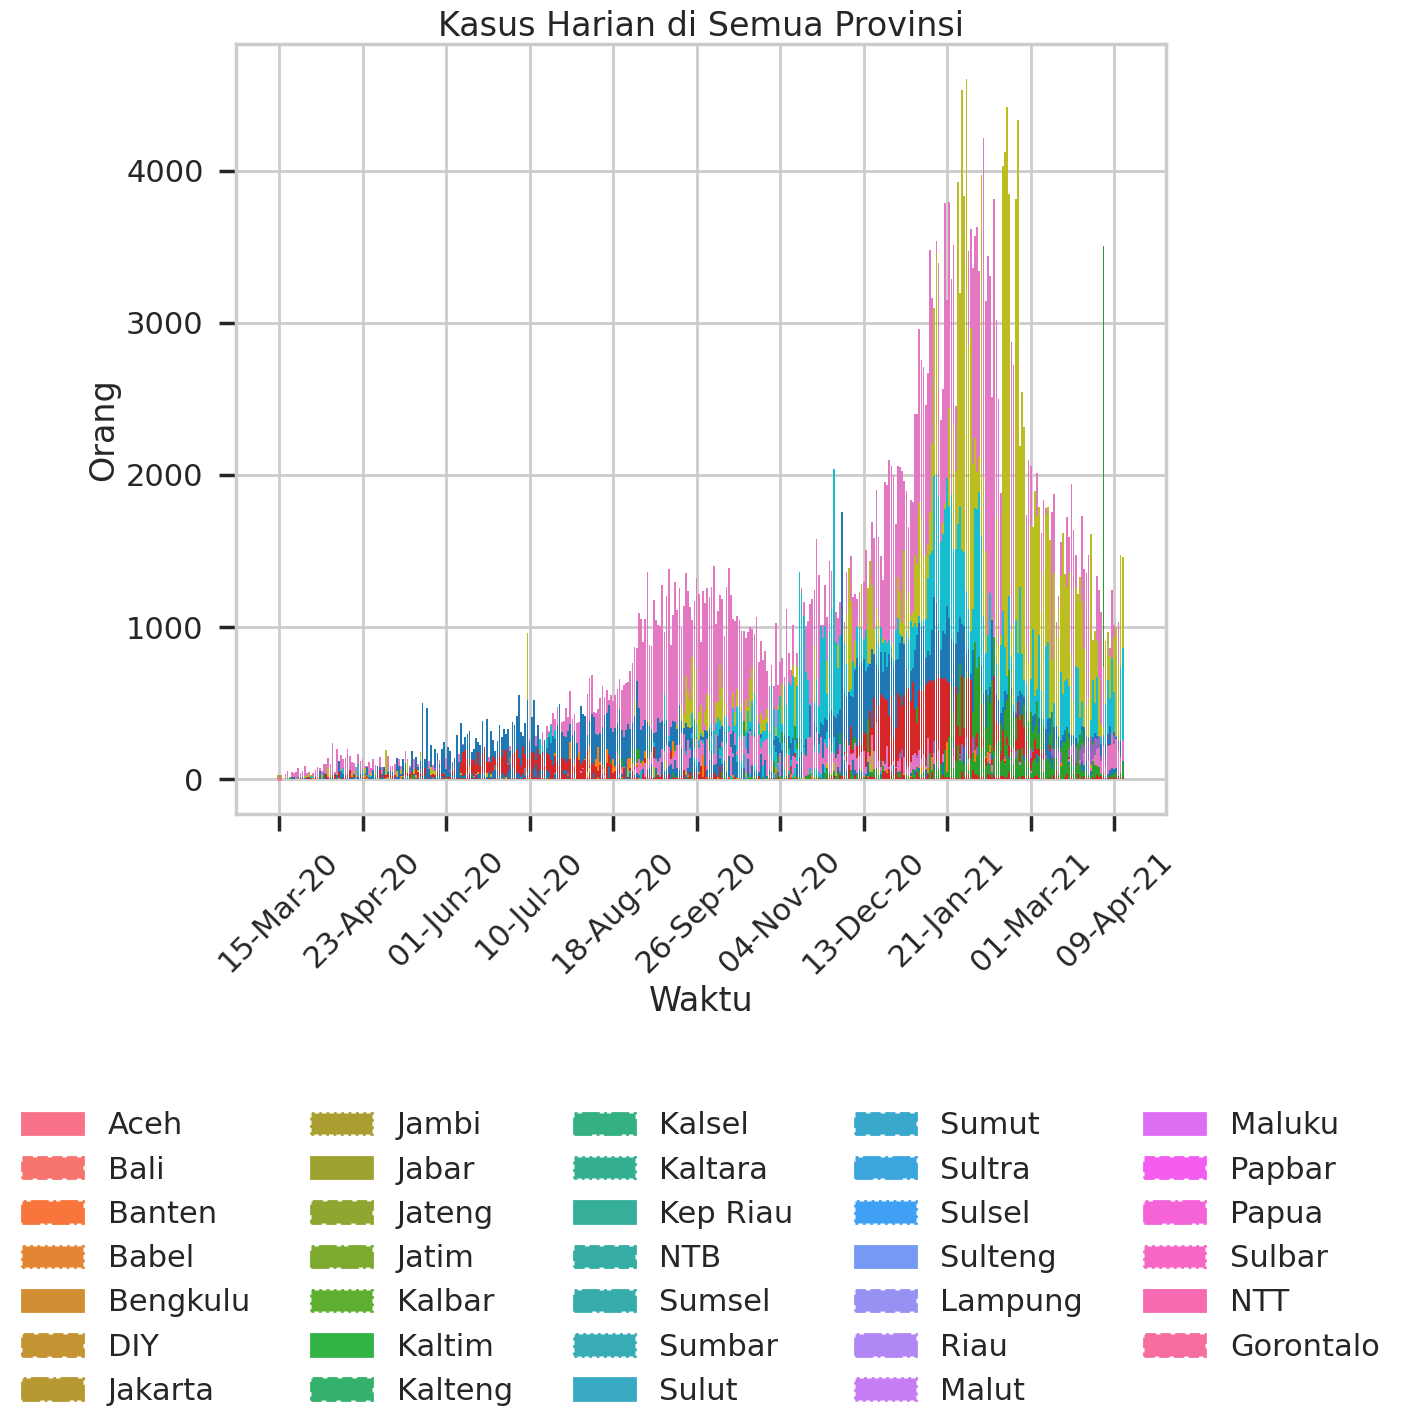 Kasus Harian di Semua Provinsi
4000
3000
2000
1000
0
Orang
15-Mar-20
23-Apr-20
01-Jun-20
10-Jul-20
18-Aug-20
26-Sep-20
04-Nov-20
13-Dec-20
21-Jan-21
01-Mar-21
09-Apr-21
Waktu
Aceh
Bali
Banten
Babel
Bengkulu
DIY
Jakarta
Jambi
Jabar
Jateng
Jatim
Kalbar
Kaltim
Kalteng
Kalsel
Kaltara
Kep Riau
NTB
Sumsel
Sumbar
Sulut
Sumut
Sultra
Sulsel
Sulteng
Lampung
Riau
Malut
Maluku
Papbar
Papua
Sulbar
NTT
Gorontalo